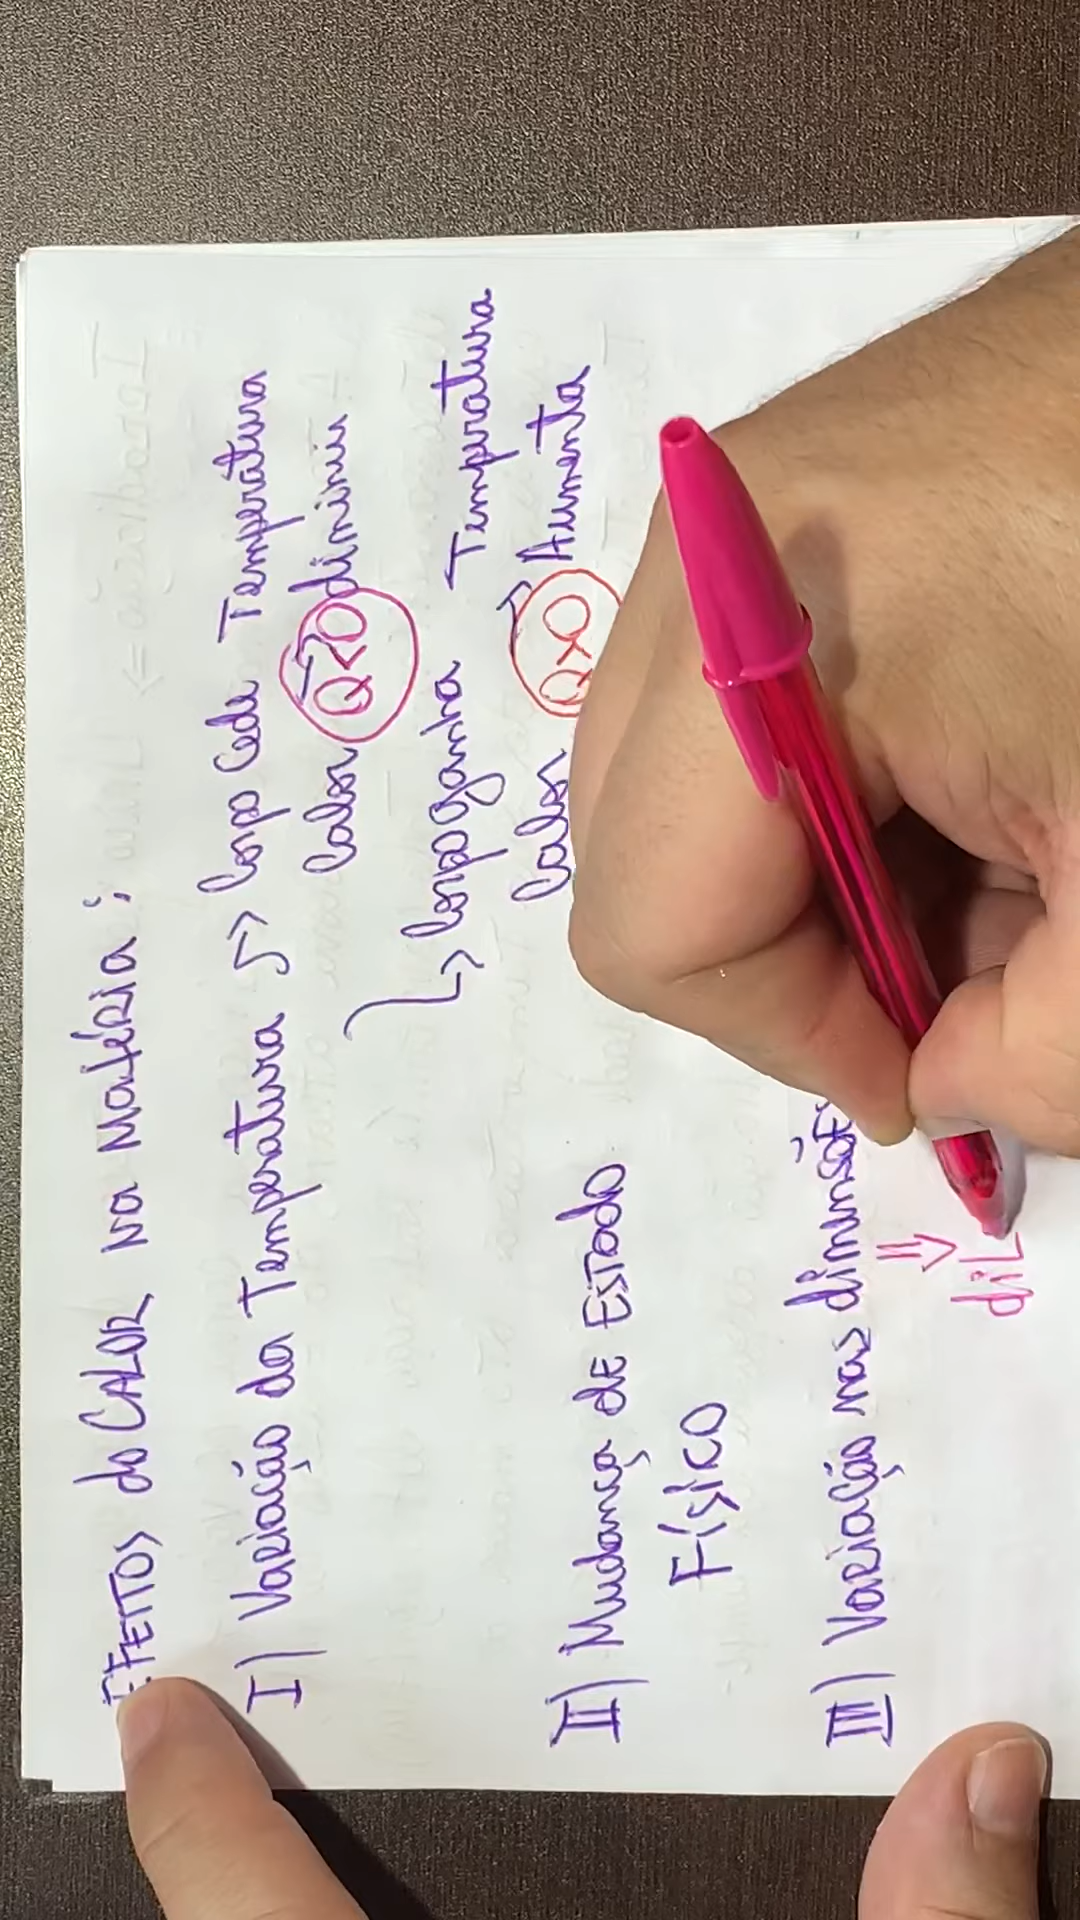 EFEITOS do CALOR na Matéria:
I) Variação da Temperatura
Corpo Cede Temperatura
Calor Q<0 diminui
Corpo ganha Temperatura
Calor Q>0 Aumenta
II) Mudança de ESTADO
Físico
III) Variação nas dimensõe
dil